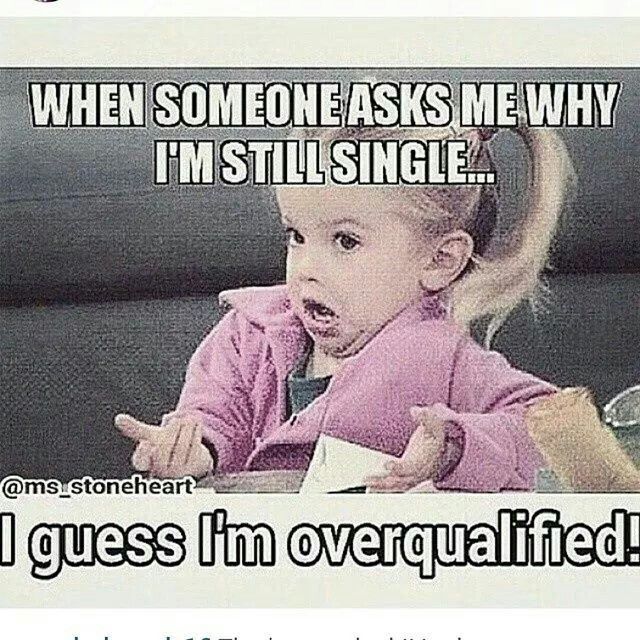 WHEN SOMEONE ASKS ME WHY
I'M STILL SINGLE...
@ms_stoneheart
I guess I'm overqualified!